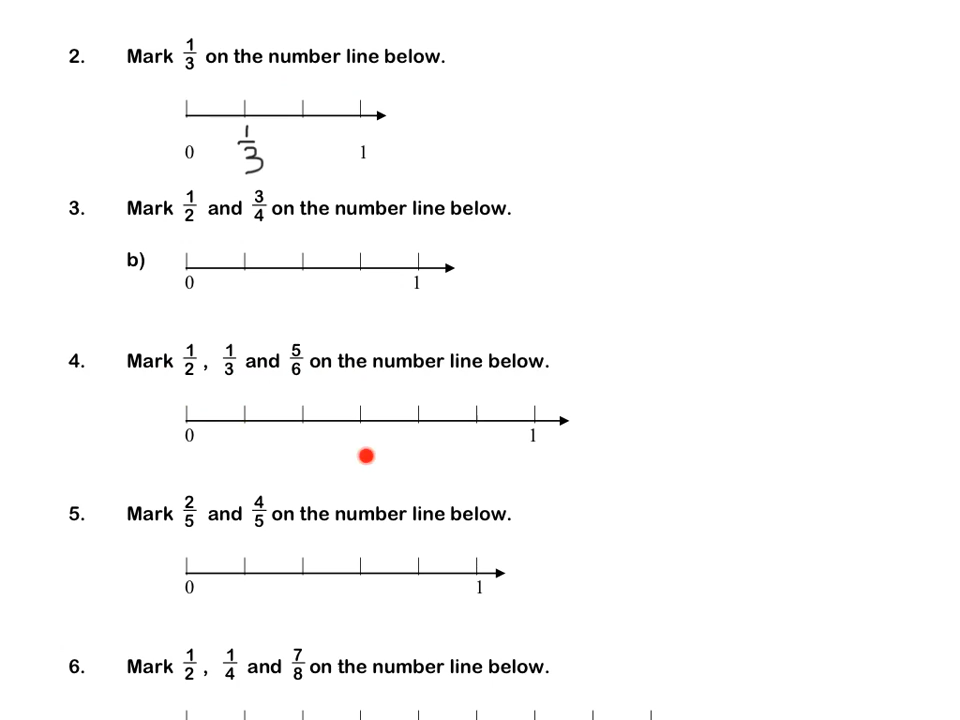 2. Mark 1/3 on the number line below.
0 1/3 1
3. Mark 1/2 and 3/4 on the number line below.
b)
0 1
4. Mark 1/2 , 1/3 and 5/6 on the number line below.
0 1
5. Mark 2/5 and 4/5 on the number line below.
0 1
6. Mark 1/2 , 1/4 and 7/8 on the number line below.